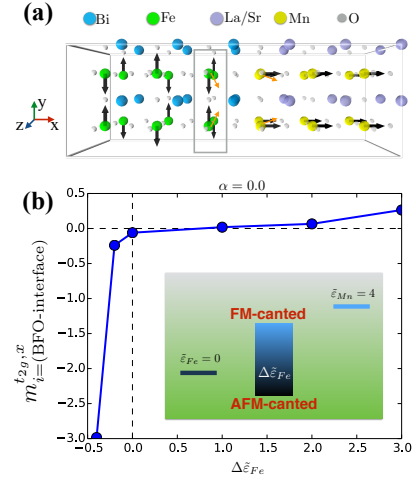 (a)
Bi Fe La/Sr Mn O
y
z x
(b)
α = 0.0
0.5
0.0
−0.5
−1.0
−1.5
−2.0
−2.5
−3.0
m^{t_{2g},x}_{i=(BFO-interface)}
ε̃_{Mn} = 4
FM-canted
ε̃_{Fe} = 0
Δε̃_{Fe}
AFM-canted
−0.5 0.0 0.5 1.0 1.5 2.0 2.5 3.0
Δε̃_{Fe}